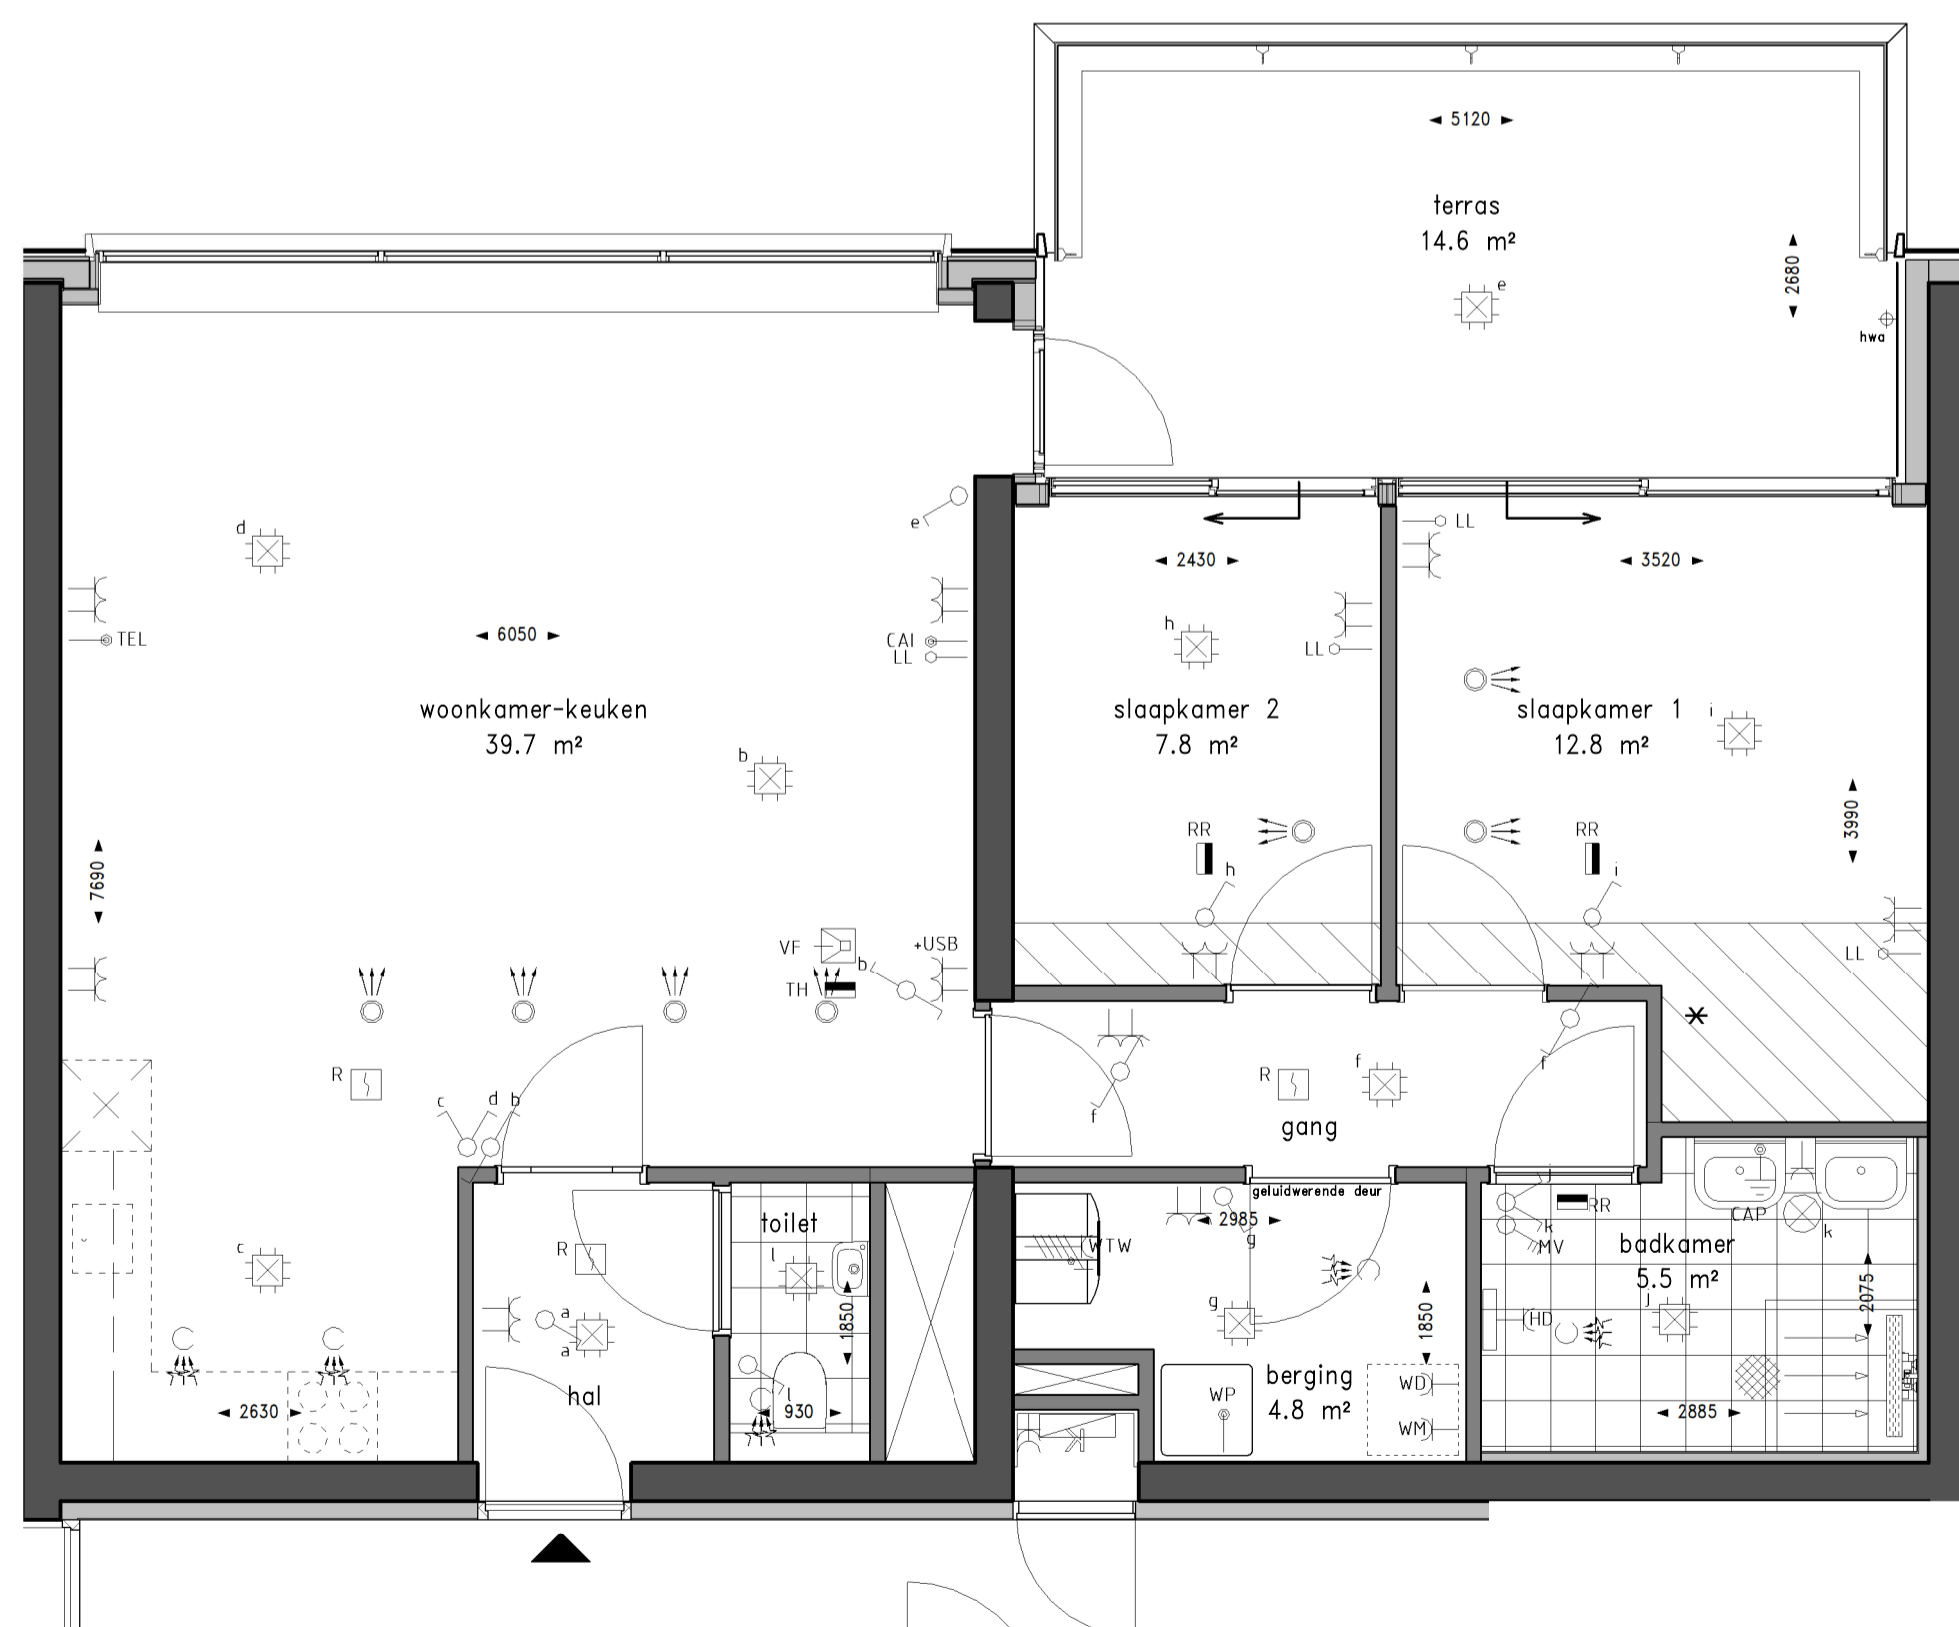 5120
terras
14.6 m²
e
2680
hwa
e
LL
d
2430
3520
TEL
6050
CAI
LL
h
LL
woonkamer-keuken
39.7 m²
slaapkamer 2
7.8 m²
slaapkamer 1
12.8 m²
i
b
7690
RR
RR
3990
h
i
VF
b
+USB
LL
TH
*
R
c
d
b
f
R
f
f
gang
geluidwerende deur
j
RR
toilet
2985
g
WTW
k
MV
CAP
k
badkamer
5.5 m²
c
R
l
g
j
2075
a
a
1850
1850
HD
hal
l
berging
4.8 m²
WP
WD
2630
930
2885
WM
K